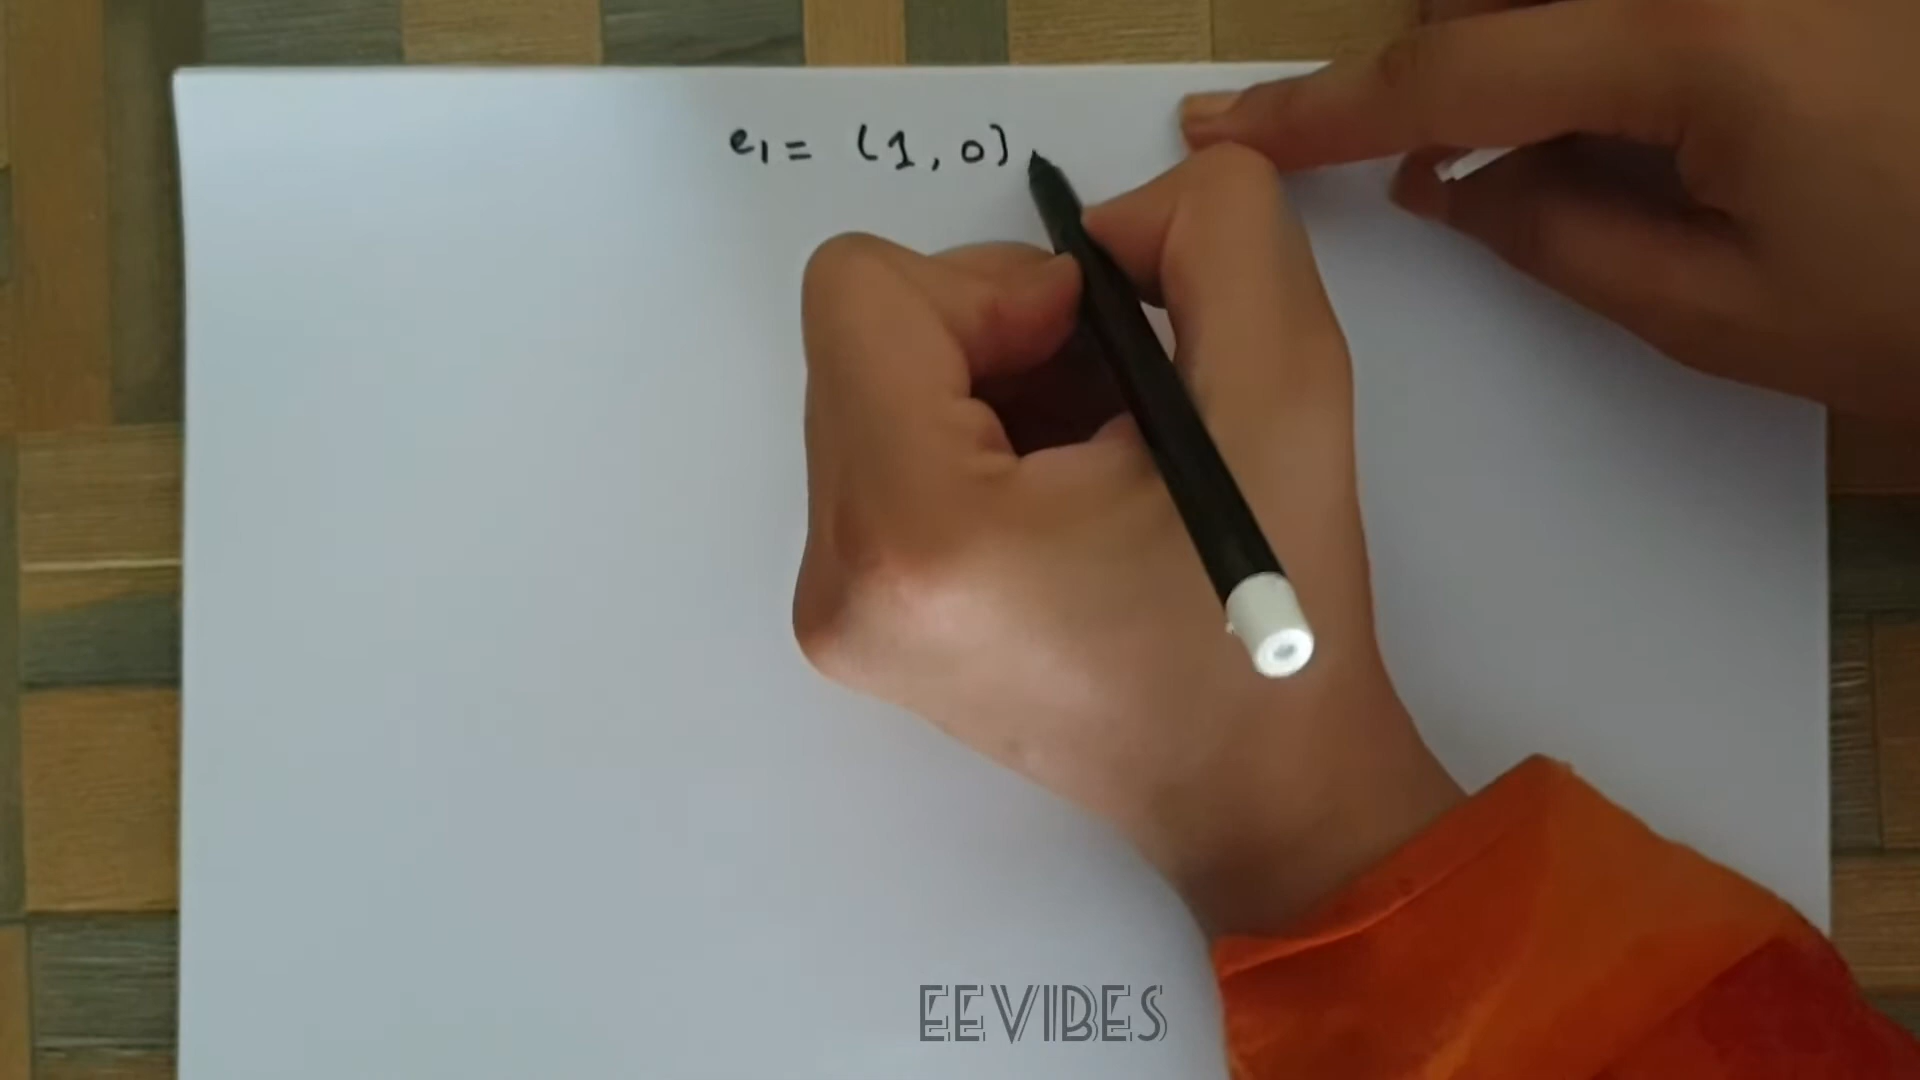 e₁ = (1, 0)
EEVIBES